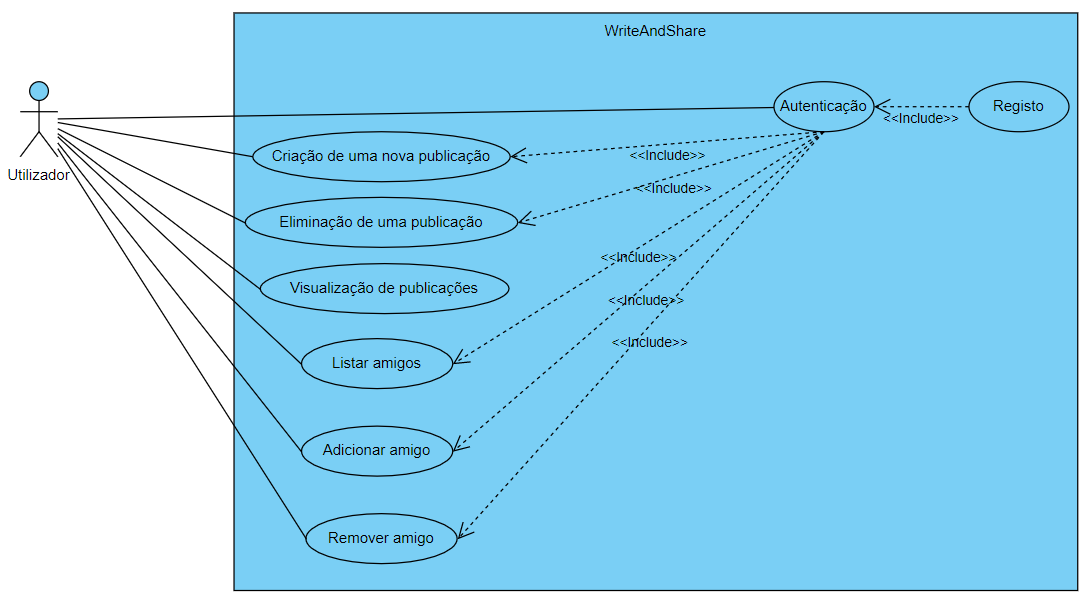 WriteAndShare
Autenticação
Registo
<<Include>>
Utilizador
Criação de uma nova publicação
<<Include>>
<<Include>>
Eliminação de uma publicação
<<Include>>
Visualização de publicações
<<Include>>
<<Include>>
Listar amigos
Adicionar amigo
Remover amigo